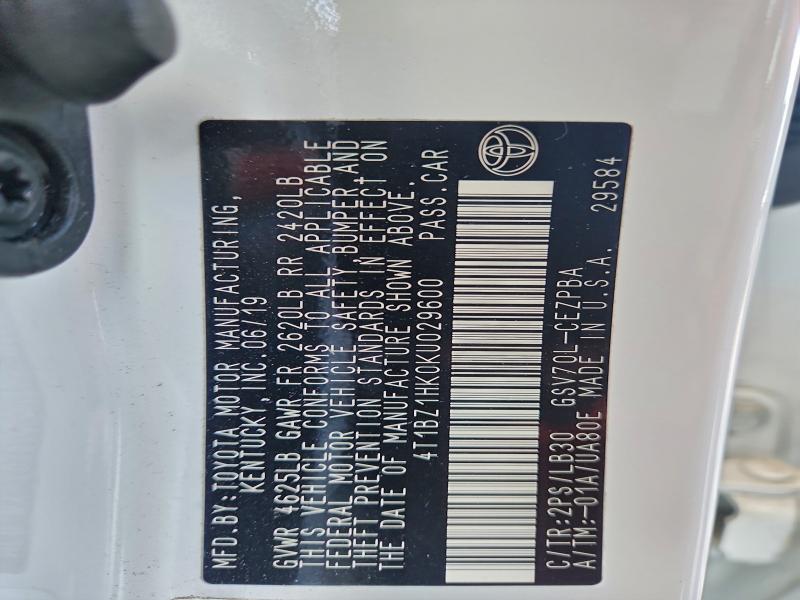 MFD.BY:TOYOTA MOTOR MANUFACTURING,
KENTUCKY, INC.06/19
GVWR 4625LB GAWR FR 2620LB RR 2420LB
THIS VEHICLE CONFORMS TO ALL APPLICABLE
FEDERAL MOTOR VEHICLE SAFETY, BUMPER, AND
THEFT PREVENTION STANDARDS IN EFFECT ON
THE DATE OF MANUFACTURE SHOWN ABOVE.
4T1BZ1HK0KU029600 PASS.CAR
C/TR:2PS/LB30 GSV70L-CEZPBA
A/TM:-01A/UA80E MADE IN U.S.A. 29584